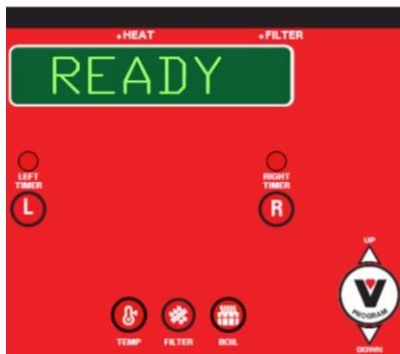 • HEAT • FILTER
READY
LEFT TIMER RIGHT TIMER
L R
UP
V
PROGRAM
TEMP FILTER BOIL
DOWN